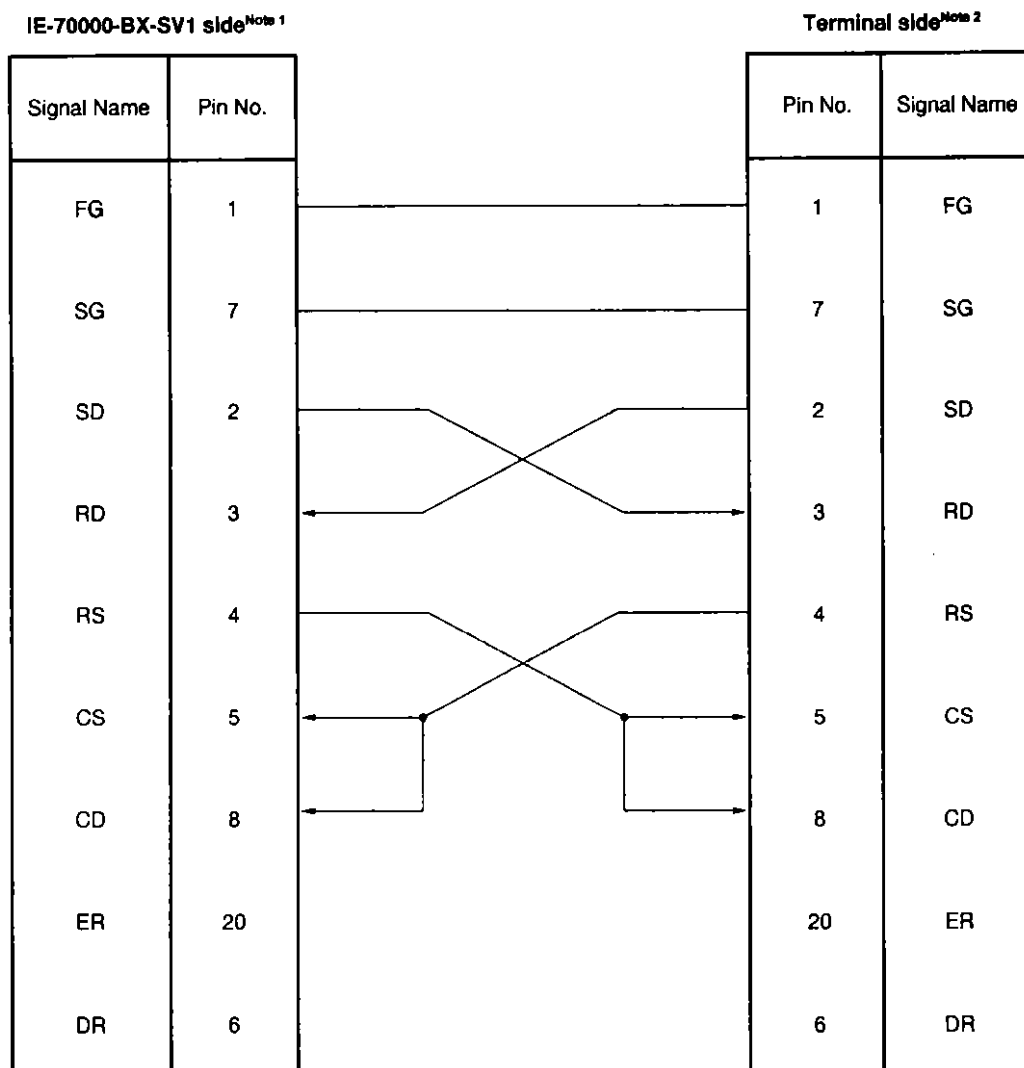 IE-70000-BX-SV1 side Note 1 Terminal side Note 2
Signal Name Pin No. Pin No. Signal Name
FG 1 1 FG
SG 7 7 SG
SD 2 2 SD
RD 3 3 RD
RS 4 4 RS
CS 5 5 CS
CD 8 8 CD
ER 20 20 ER
DR 6 6 DR